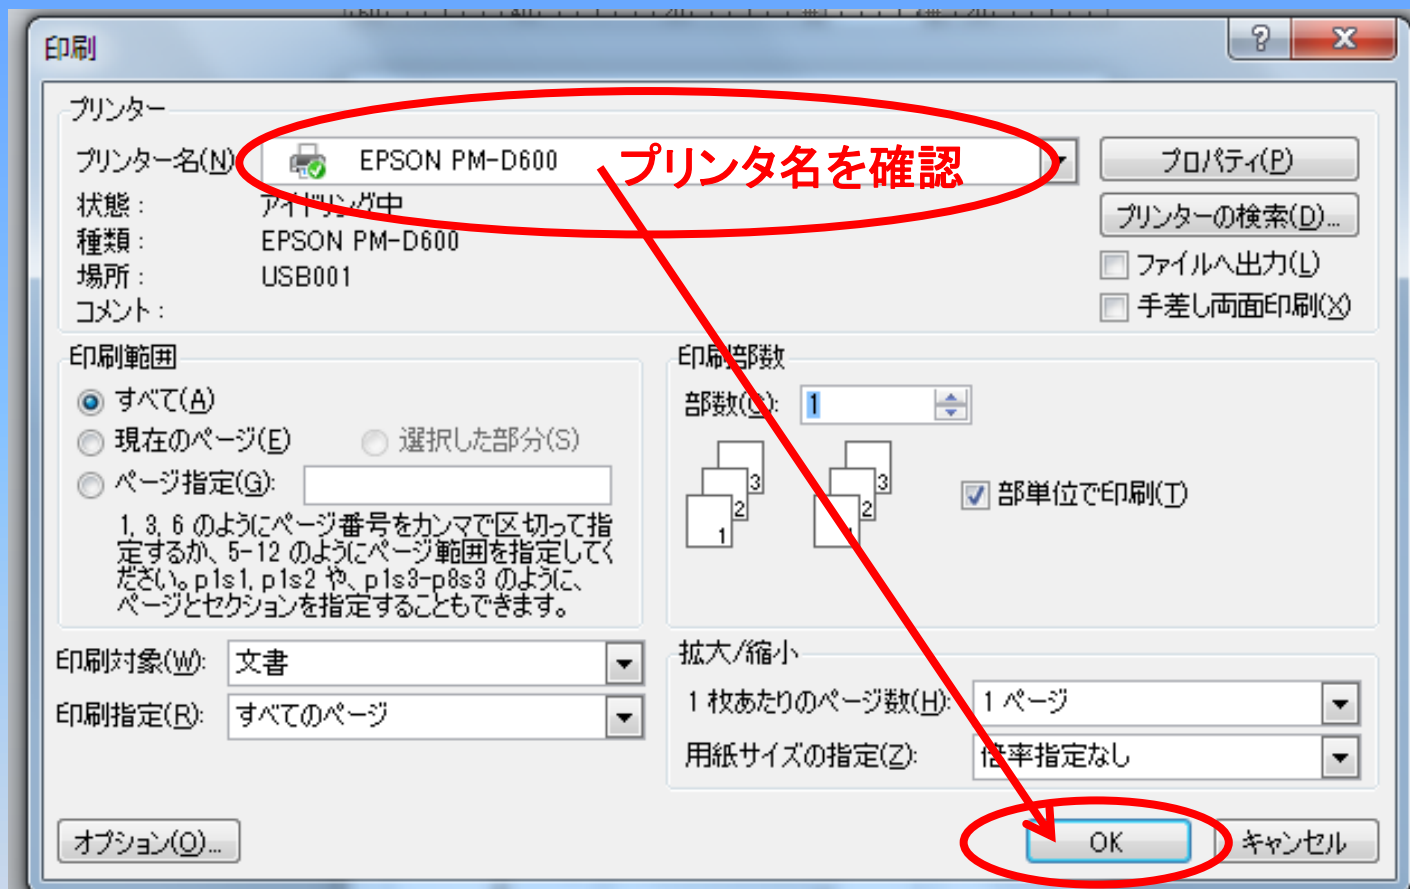 印刷
プリンター
プリンター名(N) EPSON PM-D600 プリンタ名を確認 プロパティ(P)
状態： アイドリング中 プリンターの検索(D)...
種類： EPSON PM-D600
場所： USB001 ファイルへ出力(L)
コメント： 手差し両面印刷(X)
印刷範囲 印刷部数
すべて(A) 部数(C): 1
現在のページ(E) 選択した部分(S)
ページ指定(G): 部単位で印刷(T)
1 2 3 1 2 3
1, 3, 6 のようにページ番号をカンマで区切って指
定するか、5-12 のようにページ範囲を指定してく
ださい。p1s1, p1s2 や、p1s3-p8s3 のように、
ページとセクションを指定することもできます。
印刷対象(W): 文書 拡大/縮小
印刷指定(R): すべてのページ 1 枚あたりのページ数(H): 1 ページ
用紙サイズの指定(Z): 倍率指定なし
オプション(O)... OK キャンセル